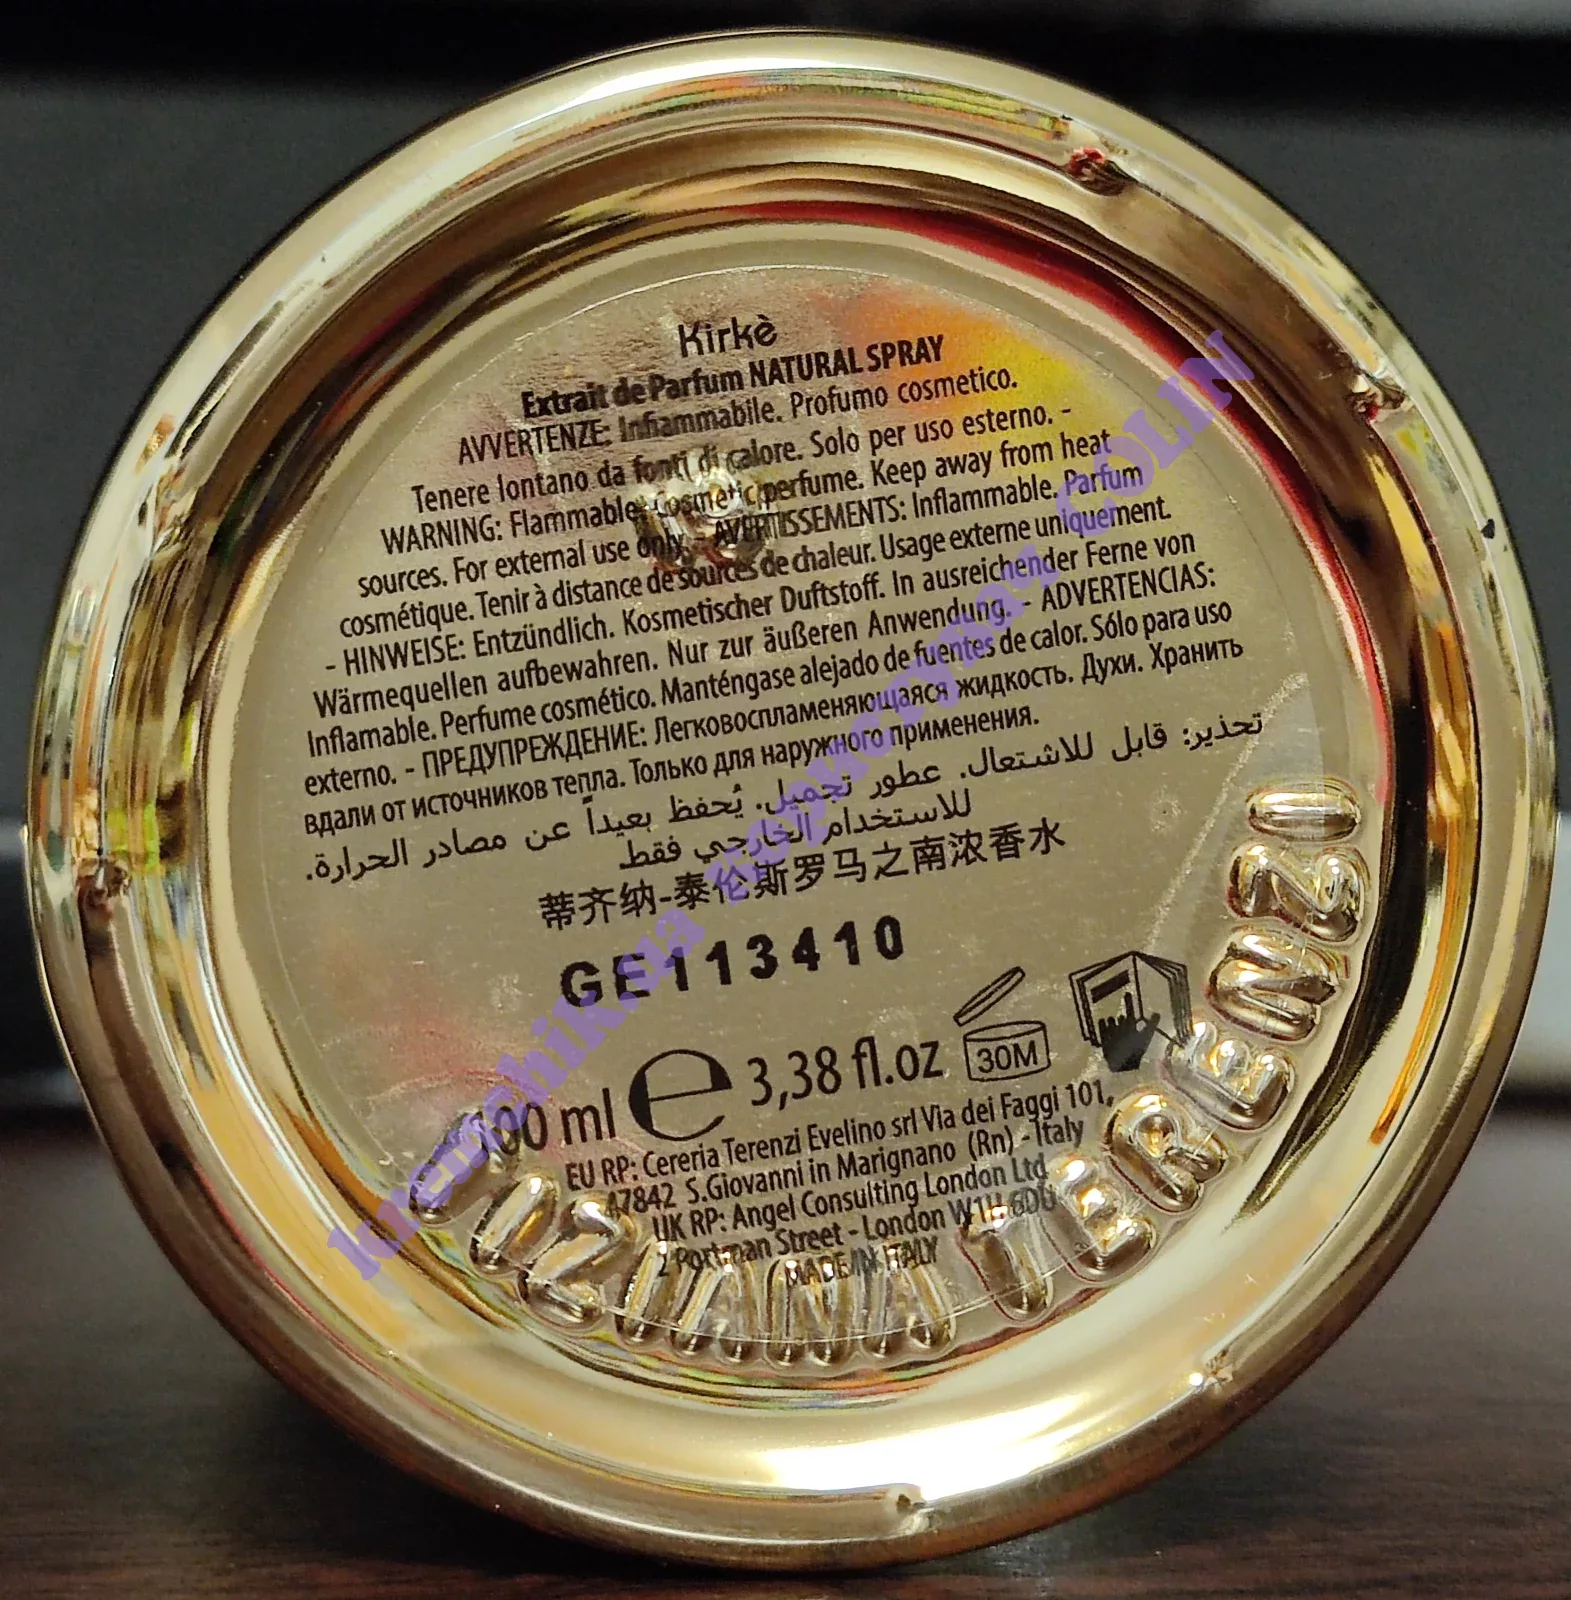 Kirkè
Extrait de Parfum NATURAL SPRAY
AVVERTENZE: Infiammabile. Profumo cosmetico.
Tenere lontano da fonti di calore. Solo per uso esterno. -
WARNING: Flammable. Cosmetic perfume. Keep away from heat
sources. For external use only. - AVERTISSEMENTS: Inflammable. Parfum
cosmétique. Tenir à distance de sources de chaleur. Usage externe uniquement.
- HINWEISE: Entzündlich. Kosmetischer Duftstoff. In ausreichender Ferne von
Wärmequellen aufbewahren. Nur zur äußeren Anwendung. - ADVERTENCIAS:
Inflamable. Perfume cosmético. Manténgase alejado de fuentes de calor. Sólo para uso
externo. - ПРЕДУПРЕЖДЕНИЕ: Легковоспламеняющаяся жидкость. Духи. Хранить
вдали от источников тепла. Только для наружного применения.
تحذير: قابل للاشتعال. عطور تجميل. يُحفظ بعيداً عن مصادر الحرارة.
للاستخدام الخارجي فقط
蒂齐纳-泰伦斯罗马之南浓香水
GE113410
100 ml e 3,38 fl.oz
30M
EU RP: Cereria Terenzi Evelino srl Via dei Faggi 101,
47842 S.Giovanni in Marignano (Rn) - Italy
UK RP: Angel Consulting London Ltd
2 Portman Street - London W1H 6DU
MADE IN ITALY
TIZIANA TERENZI
kremchik.ua
COLIN